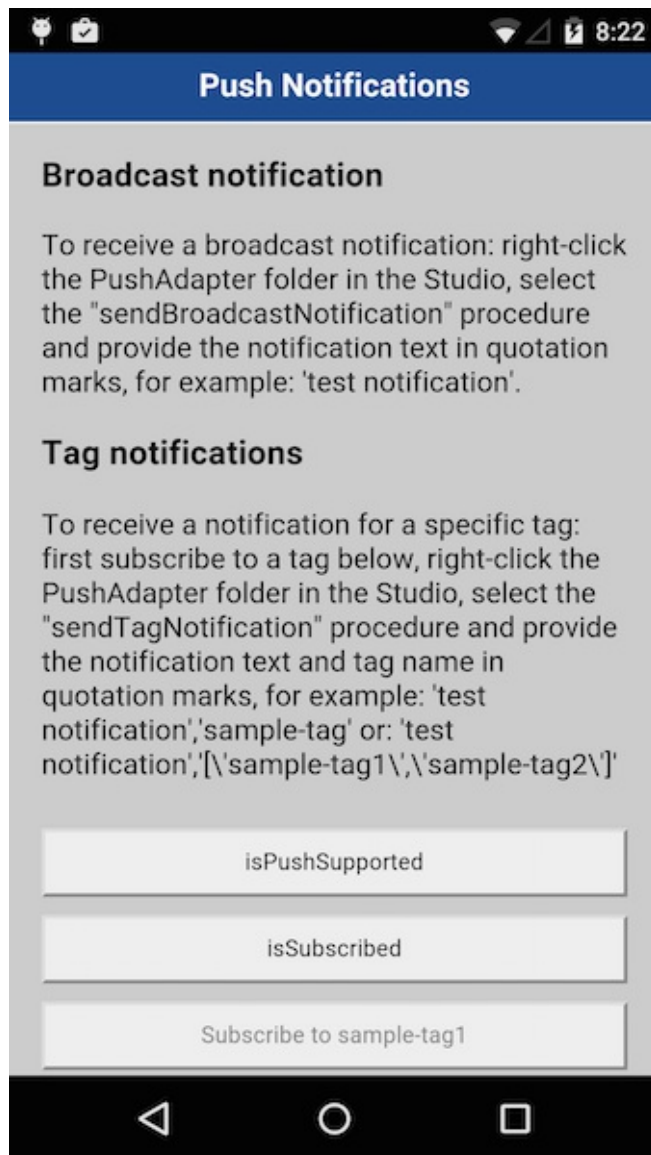 8:22
Push Notifications
Broadcast notification
To receive a broadcast notification: right-click
the PushAdapter folder in the Studio, select
the "sendBroadcastNotification" procedure
and provide the notification text in quotation
marks, for example: 'test notification'.
Tag notifications
To receive a notification for a specific tag:
first subscribe to a tag below, right-click the
PushAdapter folder in the Studio, select the
"sendTagNotification" procedure and provide
the notification text and tag name in
quotation marks, for example: 'test
notification','sample-tag' or: 'test
notification','[\'sample-tag1\',\'sample-tag2\']'
isPushSupported
isSubscribed
Subscribe to sample-tag1